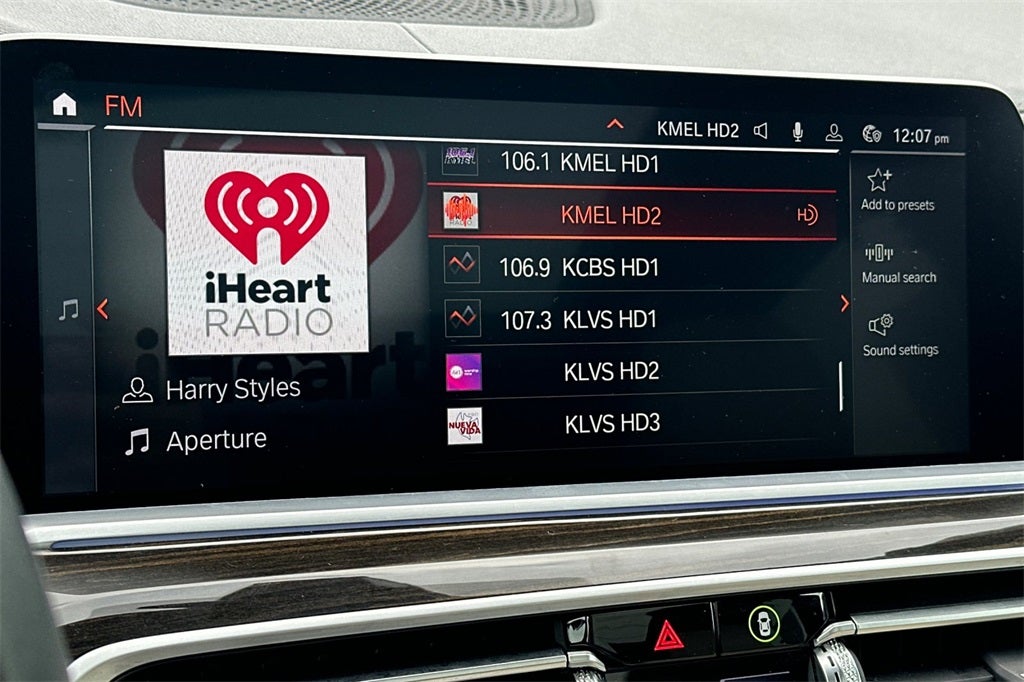 FM
KMEL HD2
12:07 pm
iHeart
RADIO
Harry Styles
Aperture
106.1 KMEL HD1
KMEL HD2 HD
106.9 KCBS HD1
107.3 KLVS HD1
KLVS HD2
NUEVA VIDA KLVS HD3
Add to presets
Manual search
Sound settings